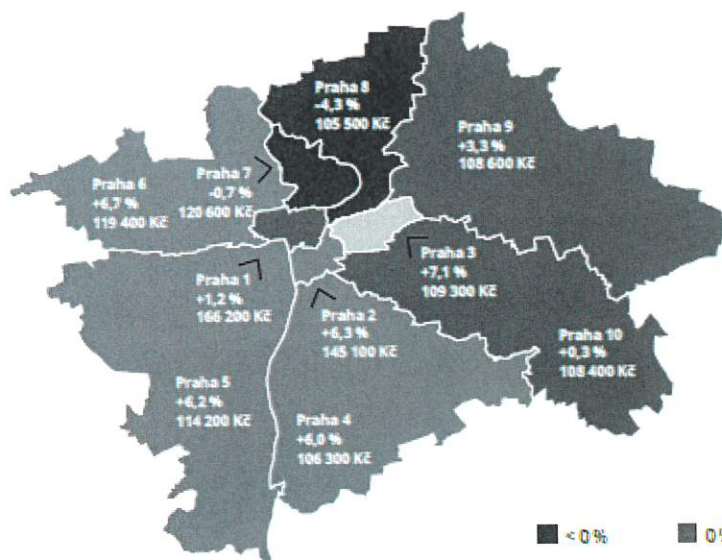 Praha 8
-4,3 %
105 500 Kč
Praha 9
+3,3 %
108 600 Kč
Praha 7
-0,7 %
120 600 Kč
Praha 6
+6,7 %
119 400 Kč
Praha 3
+7,1 %
109 300 Kč
Praha 1
+1,2 %
166 200 Kč
Praha 2
+6,3 %
145 100 Kč
Praha 10
+0,3 %
108 400 Kč
Praha 5
+6,2 %
114 200 Kč
Praha 4
+6,0 %
106 300 Kč
< 0 %
0